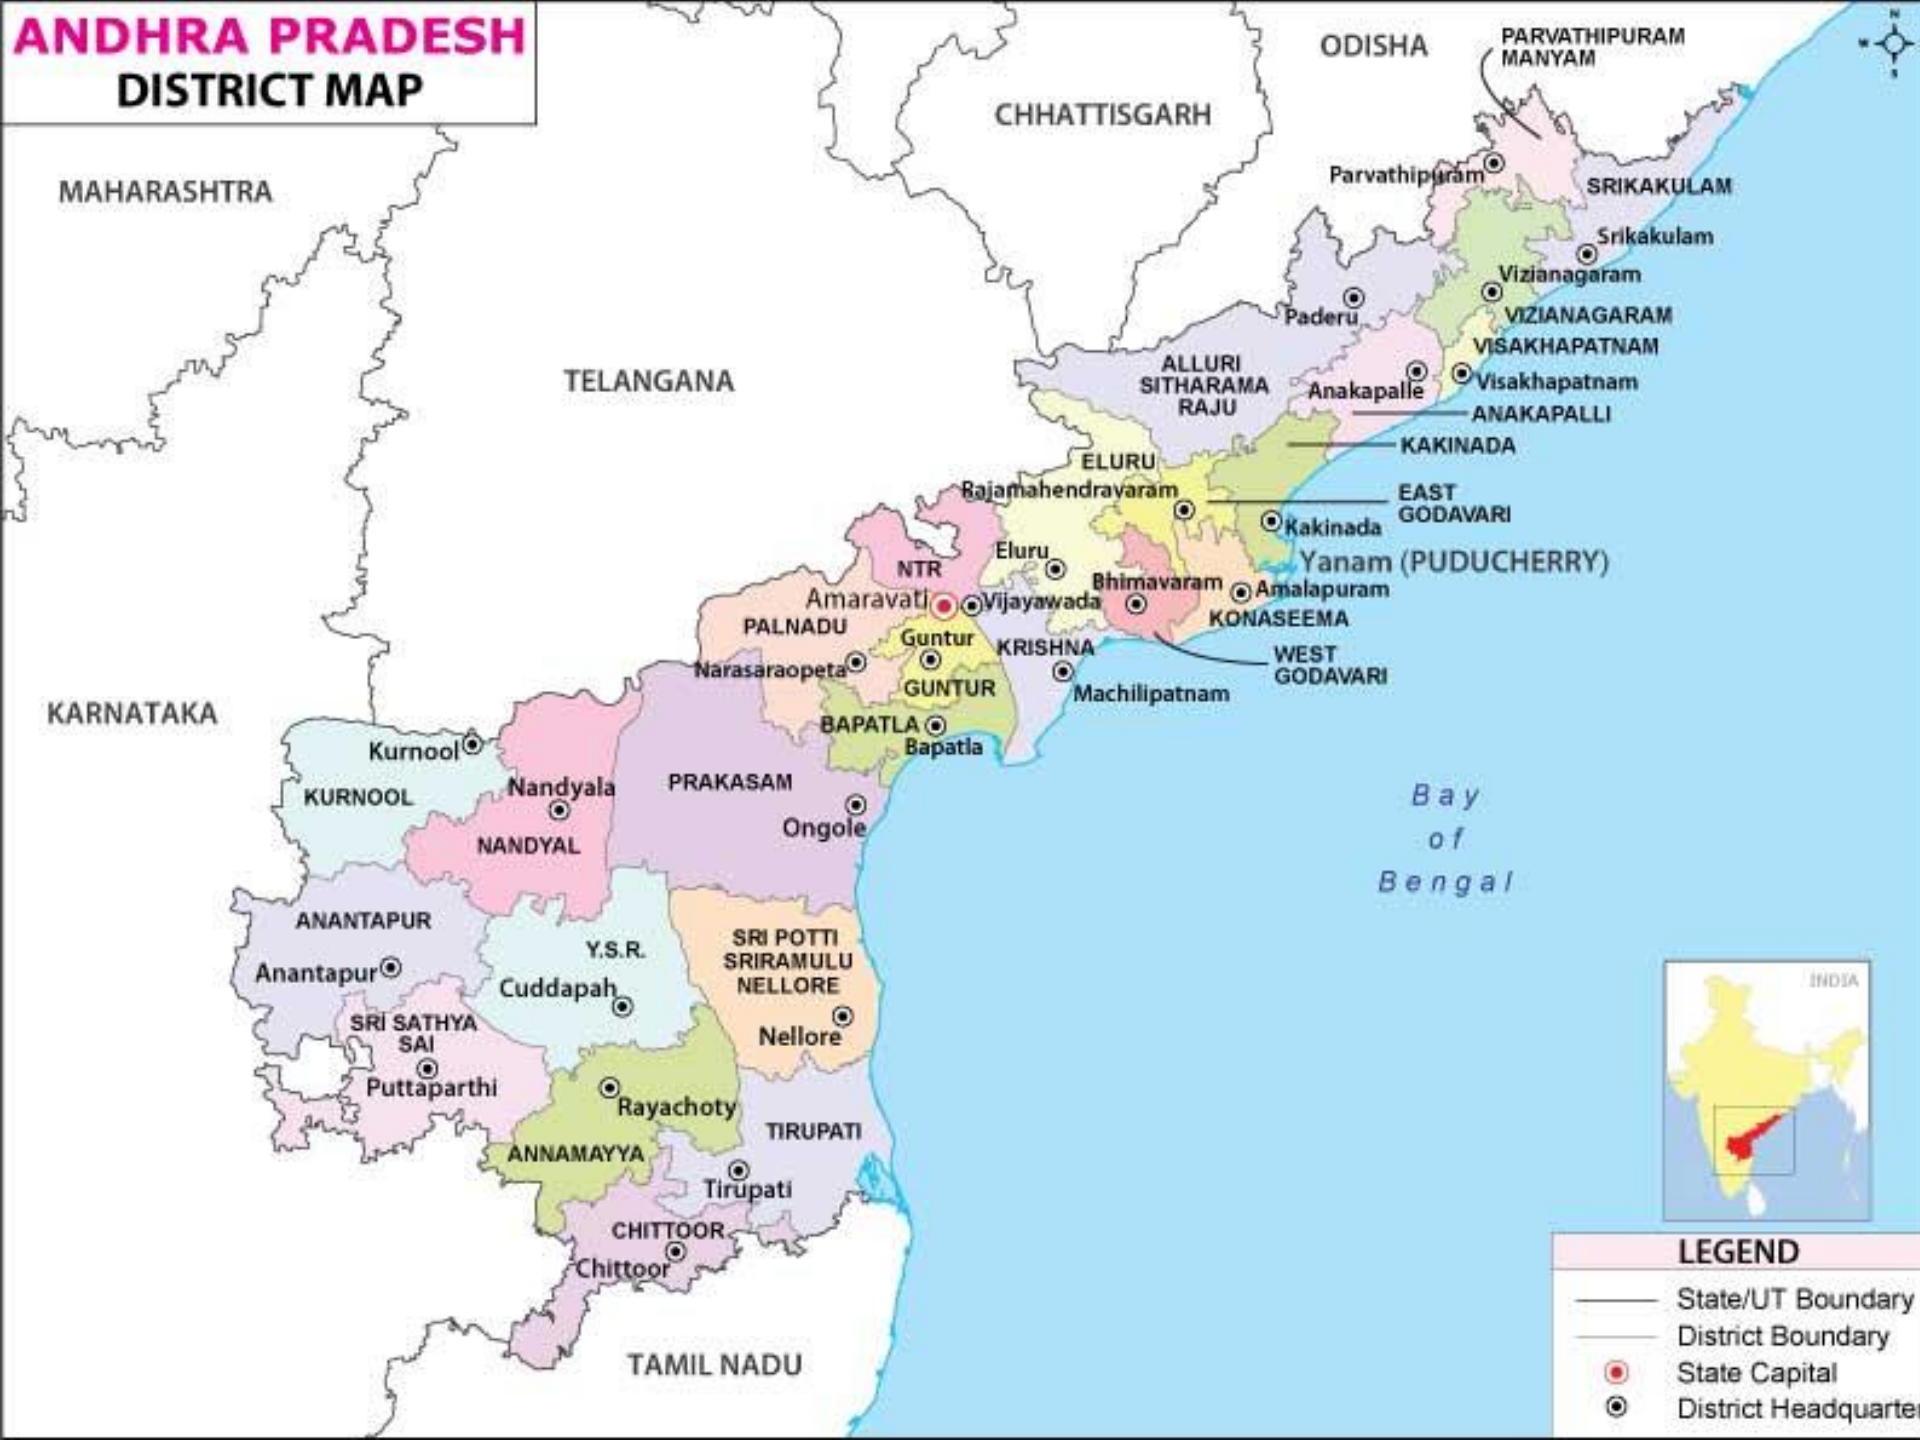 ANDHRA PRADESH
DISTRICT MAP
N
W
S
ODISHA
PARVATHIPURAM
MANYAM
CHHATTISGARH
MAHARASHTRA
Parvathipuram
SRIKAKULAM
Srikakulam
Vizianagaram
Paderu
VIZIANAGARAM
VISAKHAPATNAM
TELANGANA
ALLURI
SITHARAMA
RAJU
Anakapalle
Visakhapatnam
ANAKAPALLI
KAKINADA
ELURU
Rajamahendravaram
EAST
GODAVARI
Kakinada
Eluru
Yanam (PUDUCHERRY)
NTR
Bhimavaram
Amalapuram
Amaravati
Vijayawada
KONASEEMA
PALNADU
Guntur
KRISHNA
WEST
GODAVARI
Narasaraopeta
GUNTUR
Machilipatnam
KARNATAKA
BAPATLA
Bapatla
Kurnool
KURNOOL
Nandyala
PRAKASAM
Ongole
NANDYAL
Bay
of
Bengal
ANANTAPUR
Anantapur
Y.S.R.
Cuddapah
SRI POTTI
SRIRAMULU
NELLORE
Nellore
SRI SATHYA
SAI
Puttaparthi
Rayachoty
ANNAMAYYA
TIRUPATI
Tirupati
CHITTOOR
Chittoor
TAMIL NADU
INDIA
LEGEND
State/UT Boundary
District Boundary
State Capital
District Headquarter